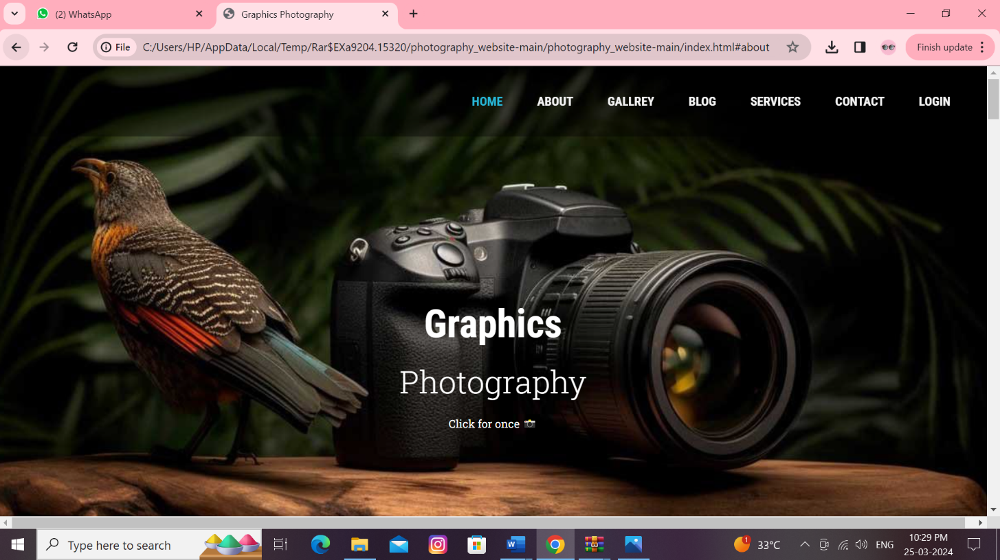 (2) WhatsApp
Graphics Photography
File
C:/Users/HP/AppData/Local/Temp/Rar$EXa9204.15320/photography_website-main/photography_website-main/index.html#about
Finish update
HOME
ABOUT
GALLREY
BLOG
SERVICES
CONTACT
LOGIN
Graphics
Photography
Click for once
Type here to search
W
1
33°C
ENG
10:29 PM
25-03-2024